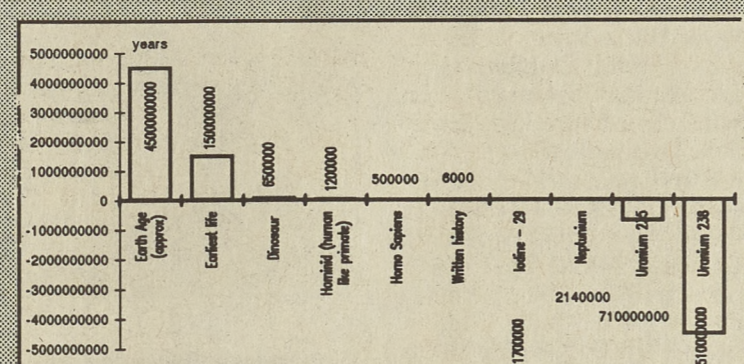 years
5000000000
4000000000
3000000000
2000000000
1000000000
0
-1000000000
-2000000000
-3000000000
-4000000000
-5000000000
4500000000
1500000000
6500000
1200000
500000
6000
Earth Age
(approx)
Earliest life
Dinosaur
Hominid (human
like primate)
Homo Sapiens
Written history
Iodine - 29
Neptunium
Uranium 235
Uranium 238
2140000
710000000